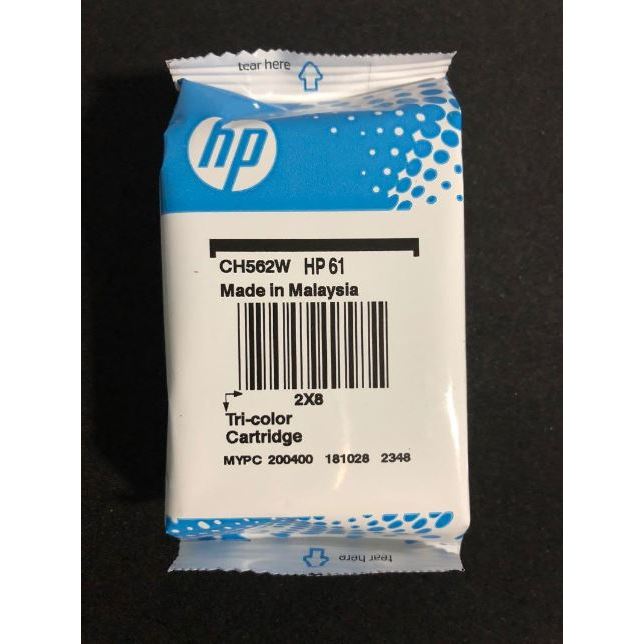 tear here
hp
CH562W HP 61
Made in Malaysia
2X8
Tri-color
Cartridge
MYPC 200400 181028 2348
tear here